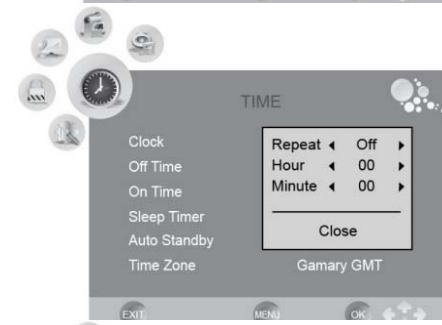 TIME
Clock
Off Time
On Time
Sleep Timer
Auto Standby
Time Zone
Repeat Off
Hour 00
Minute 00
Close
Gamary GMT
EXIT MENU OK